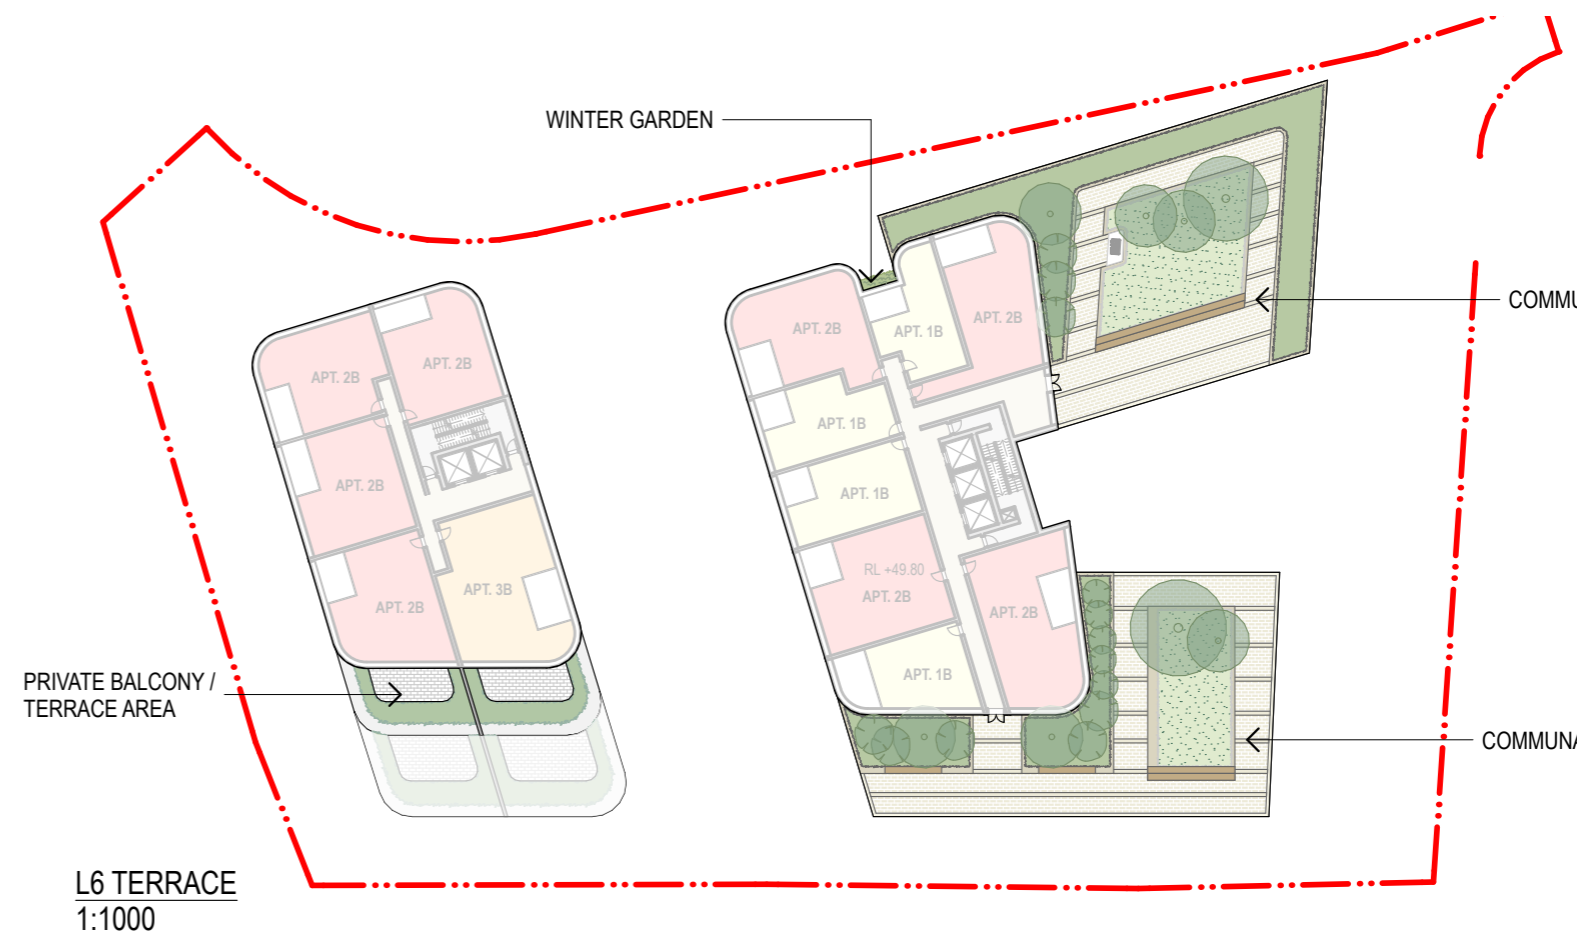 WINTER GARDEN
COMMU
APT. 2B
APT. 1B
APT. 2B
APT. 2B
APT. 2B
APT. 1B
APT. 2B
APT. 1B
RL +49.80
APT. 2B
APT. 3B
APT. 2B
APT. 2B
APT. 1B
PRIVATE BALCONY /
TERRACE AREA
COMMUNA
L6 TERRACE
1:1000